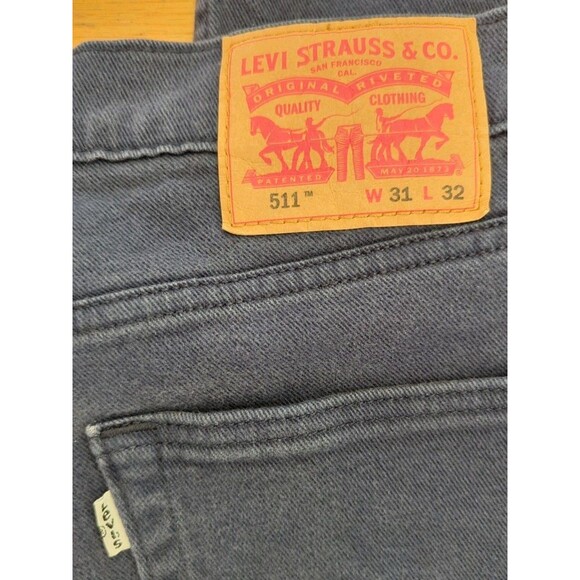 LEVI STRAUSS & CO.
SAN FRANCISCO
CAL.
ORIGINAL RIVETED
QUALITY CLOTHING
PATENTED MAY 20 1873
511™ W 31 L 32
Levi's®